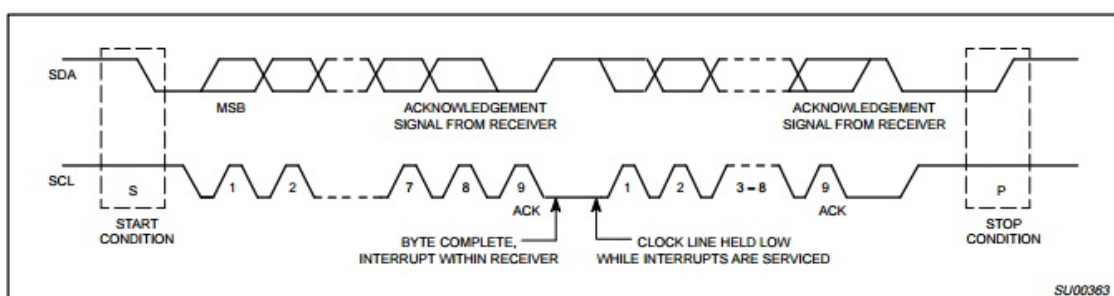 SDA
MSB
ACKNOWLEDGEMENT
SIGNAL FROM RECEIVER
ACKNOWLEDGEMENT
SIGNAL FROM RECEIVER
SCL
S
1
2
7
8
9
1
2
3 – 8
9
P
ACK
ACK
START
CONDITION
BYTE COMPLETE,
INTERRUPT WITHIN RECEIVER
CLOCK LINE HELD LOW
WHILE INTERRUPTS ARE SERVICED
STOP
CONDITION
SU00363